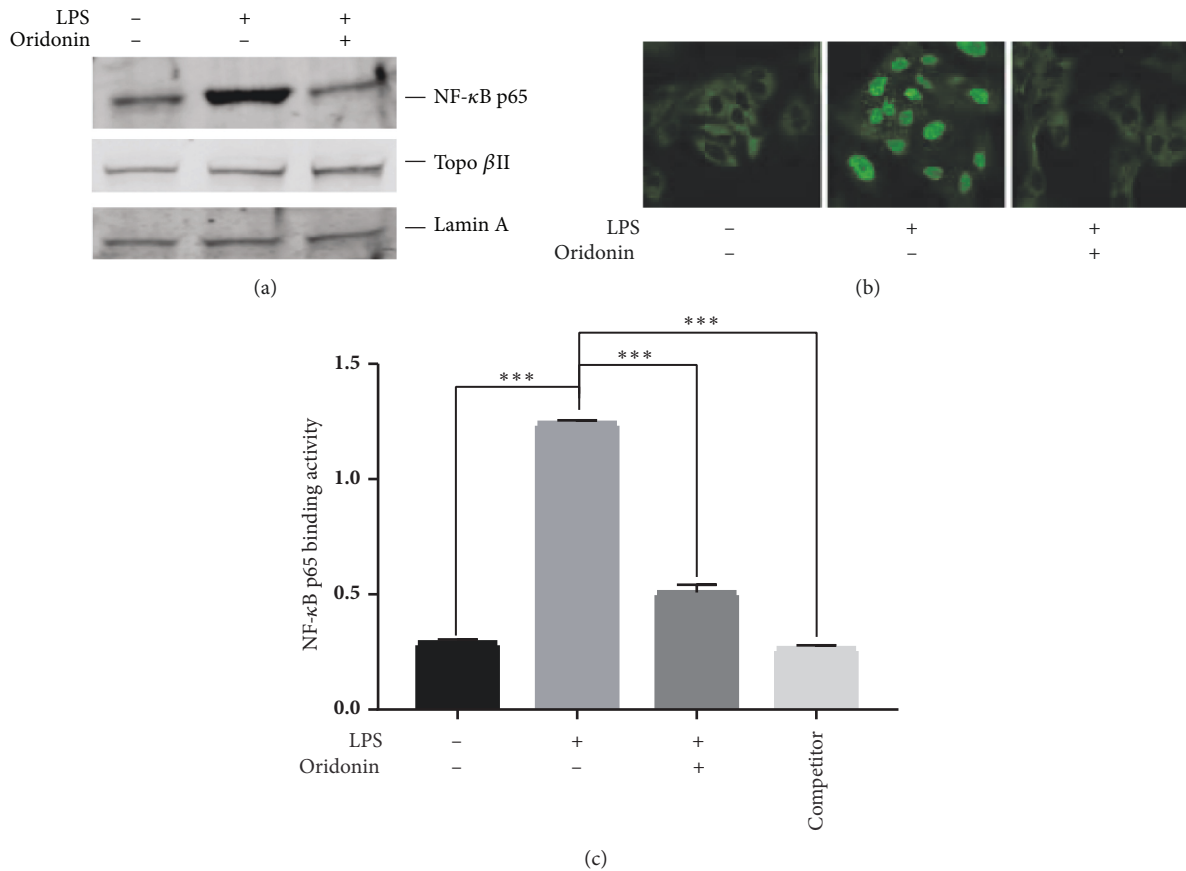 LPS – + +
Oridonin – – +
NF-κB p65
Topo βII
Lamin A
(a)
LPS – + +
Oridonin – – +
(b)
*** 
***
***
1.5
1.0
0.5
0.0
NF-κB p65 binding activity
LPS – + +
Oridonin – – +
Competitor
(c)